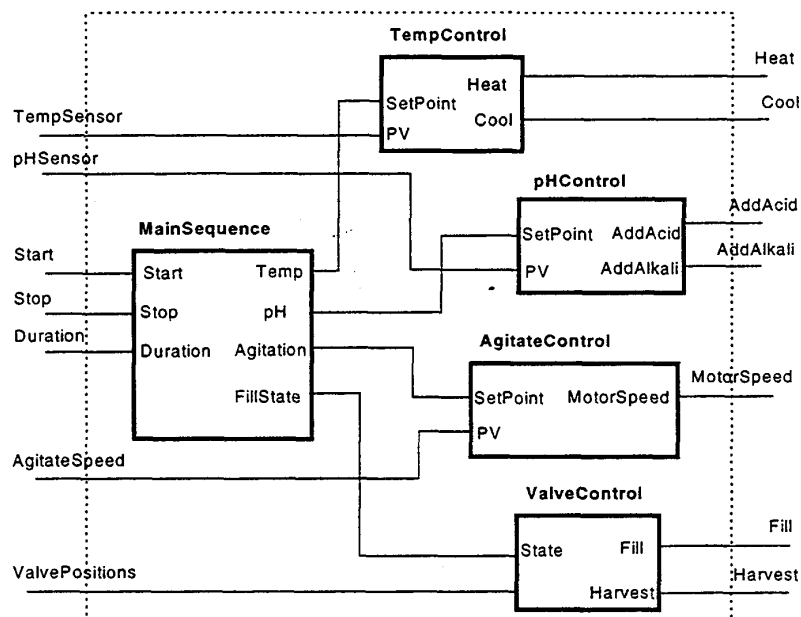 TempControl
Heat
Heat
SetPoint
Cool
Cool
TempSensor
PV
pHSensor
pHControl
AddAcid
MainSequence
SetPoint
AddAcid
Start
Start
Temp
PV
AddAlkali
AddAlkali
Stop
Stop
pH
Duration
Duration
Agitation
AgitateControl
MotorSpeed
FillState
SetPoint
MotorSpeed
PV
AgitateSpeed
ValveControl
State
Fill
Fill
ValvePositions
Harvest
Harvest